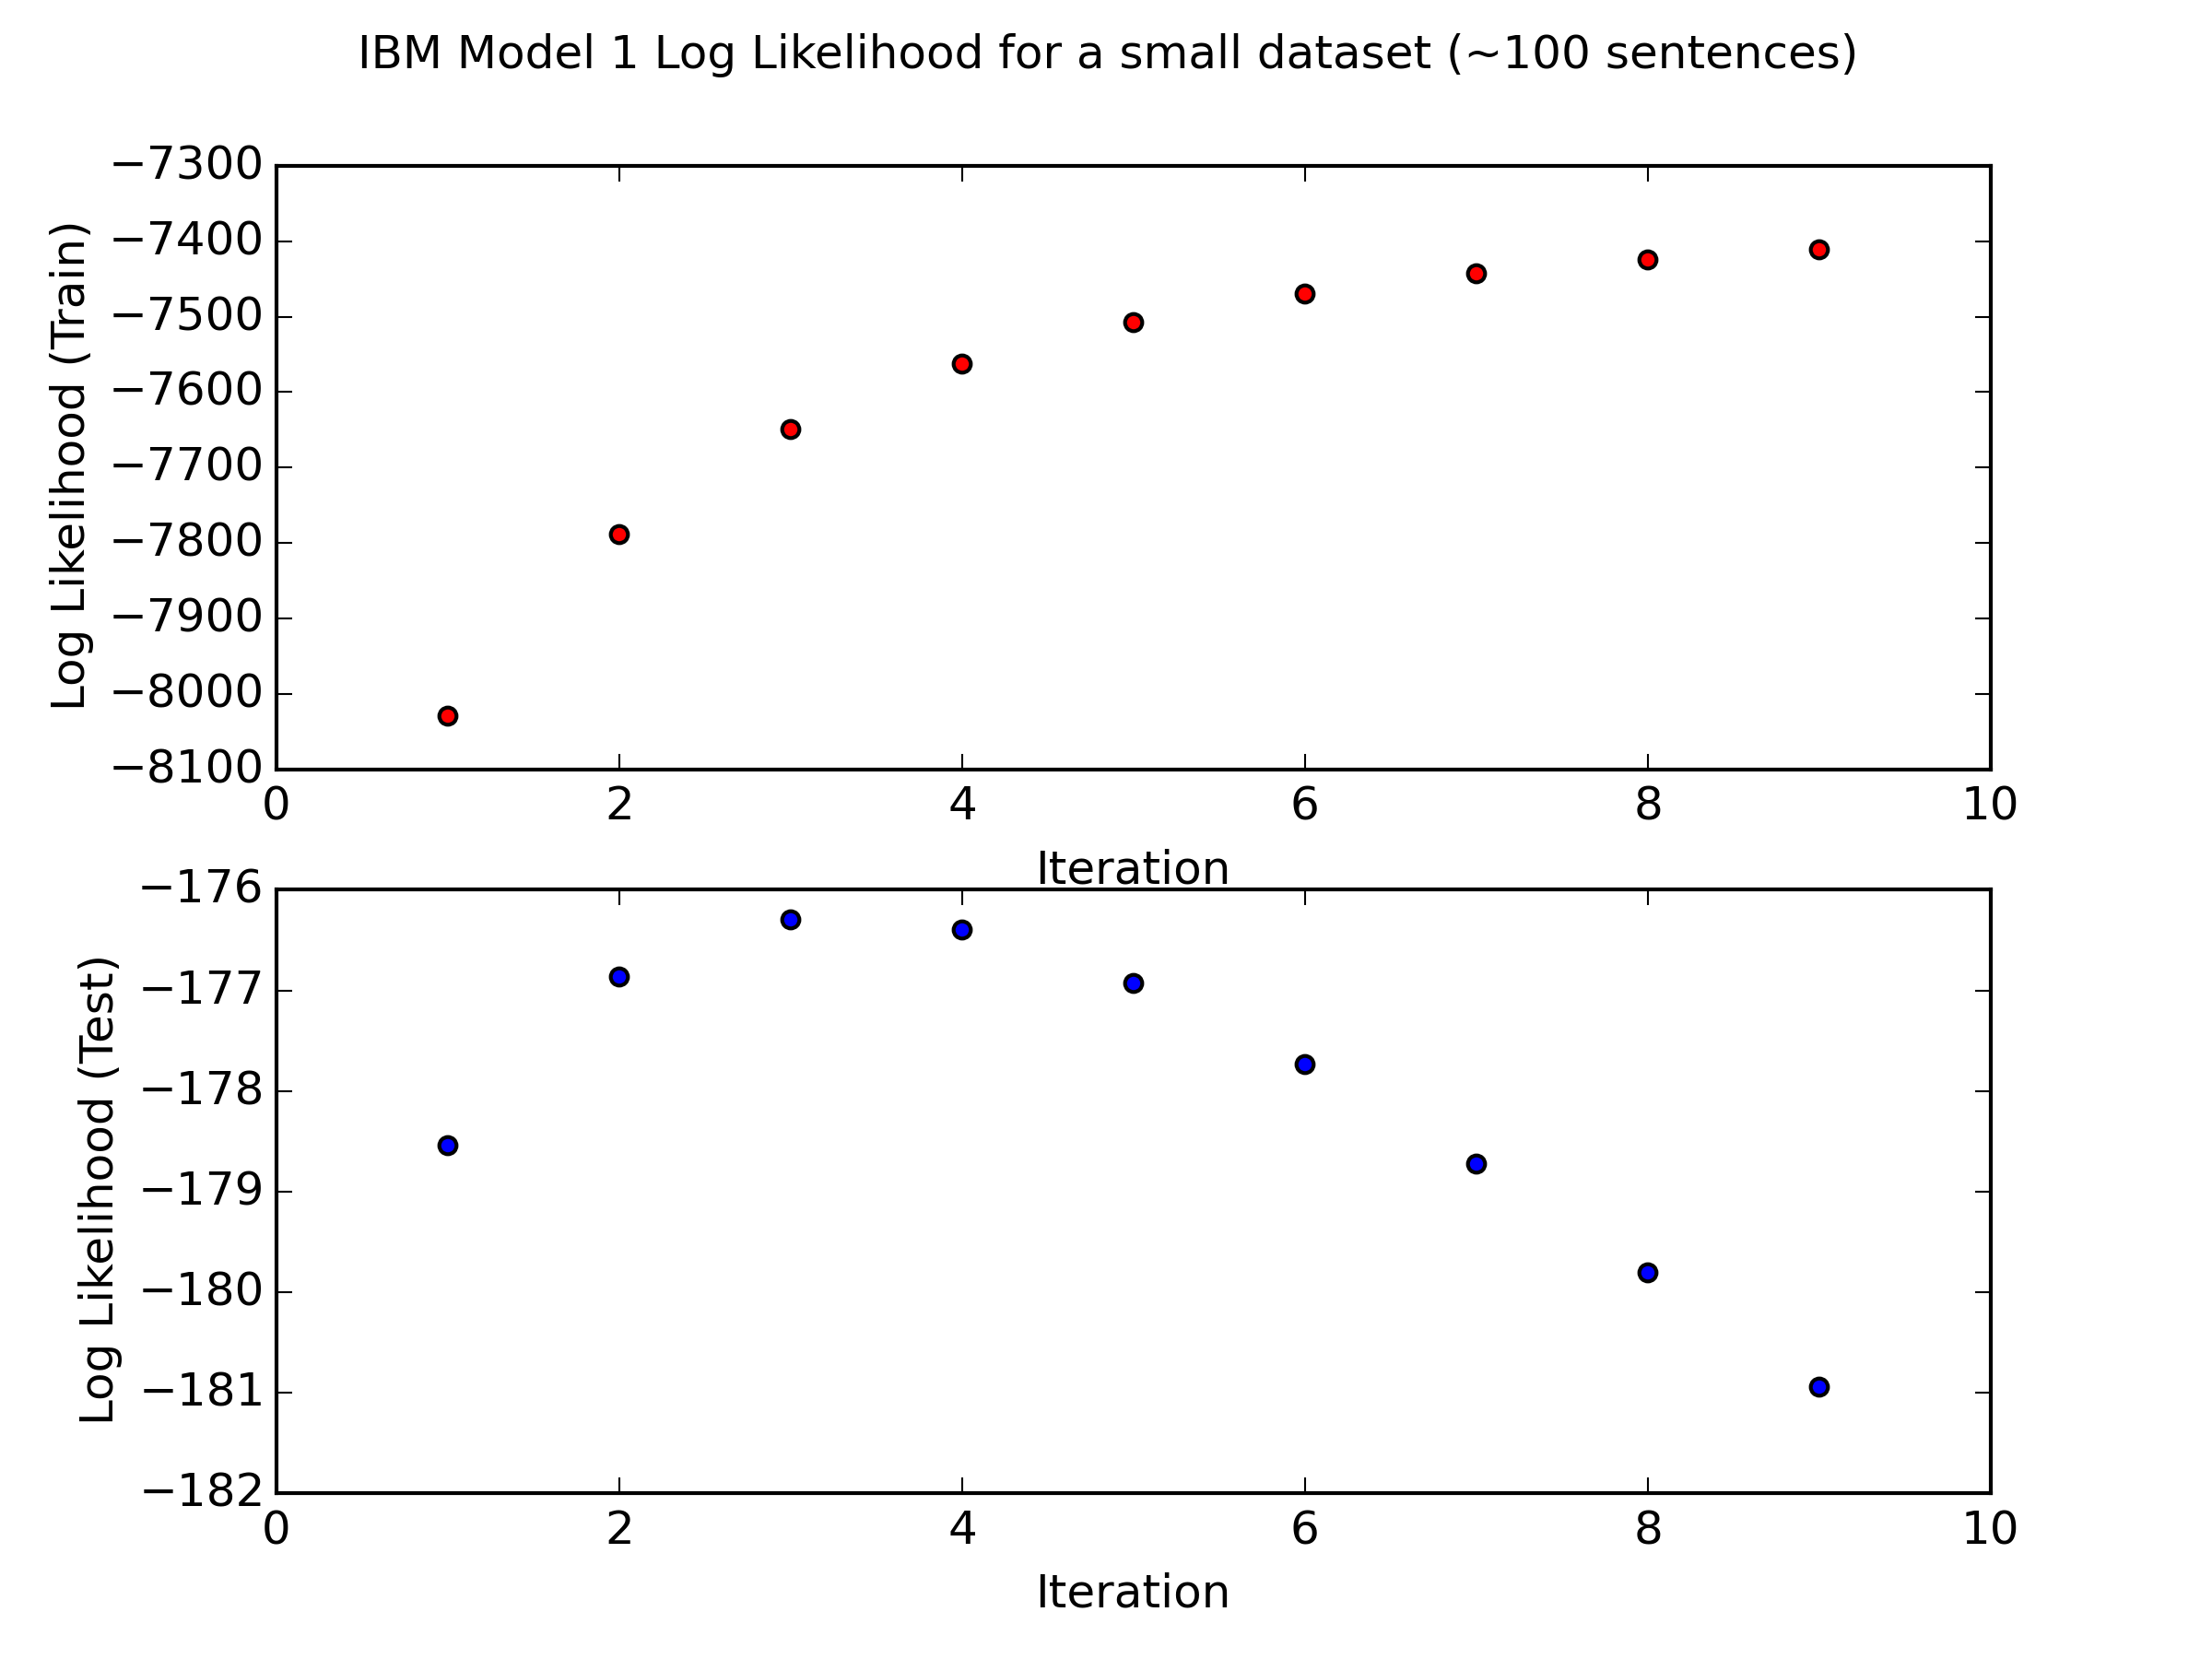 IBM Model 1 Log Likelihood for a small dataset (~100 sentences)
Log Likelihood (Train)
−7300
−7400
−7500
−7600
−7700
−7800
−7900
−8000
−8100
0 2 4 6 8 10
Iteration
Log Likelihood (Test)
−176
−177
−178
−179
−180
−181
−182
0 2 4 6 8 10
Iteration